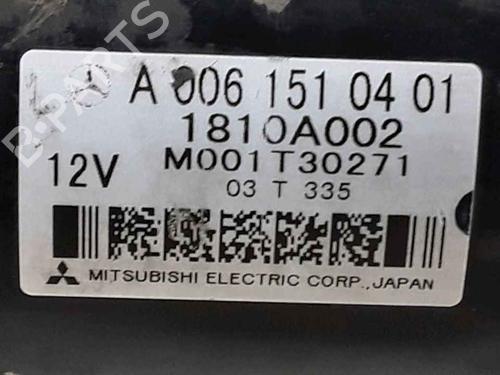 A 006 151 04 01
1810A002
12V M001T30271
03 T 335
MITSUBISHI ELECTRIC CORP., JAPAN
B-PARTS